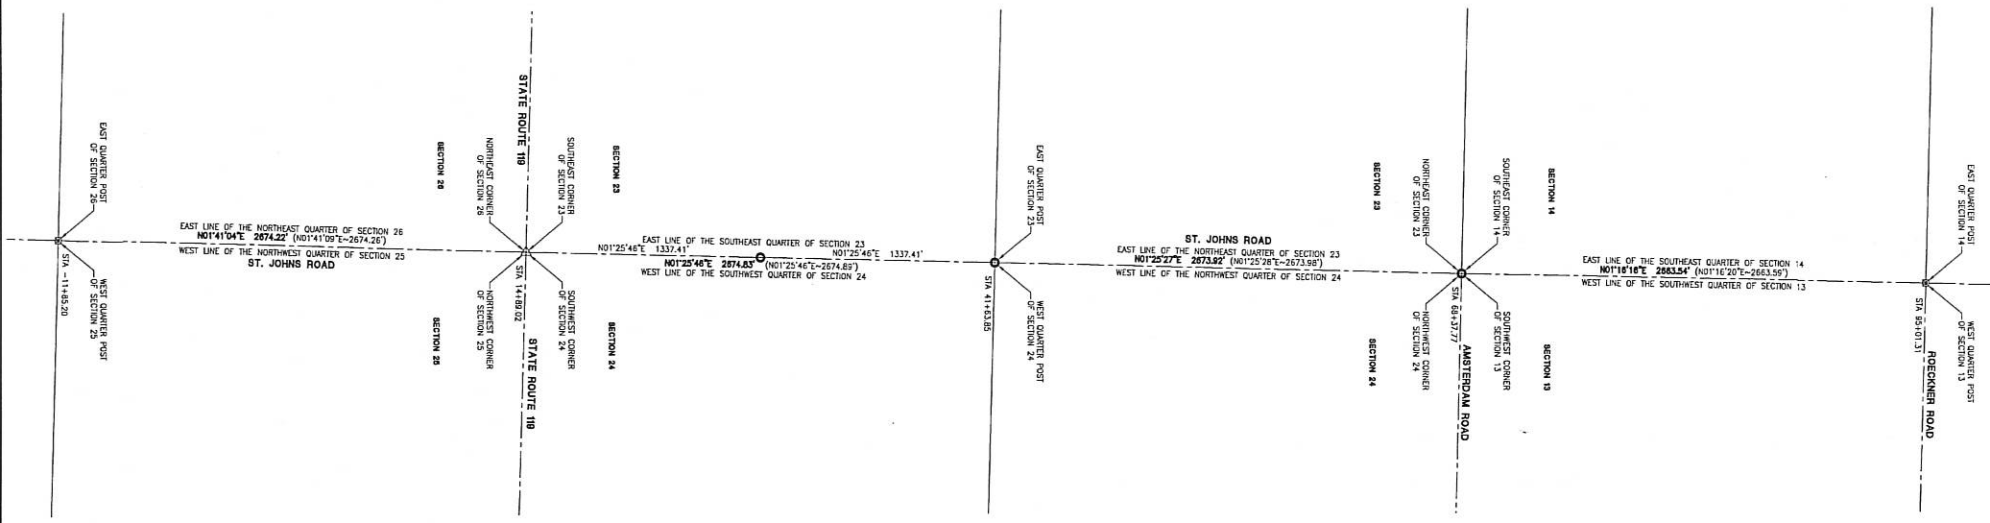 EAST QUARTER POST
OF SECTION 26
STA -11+85.20
WEST QUARTER POST
OF SECTION 25
EAST LINE OF THE NORTHEAST QUARTER OF SECTION 26
N01°41'04"E 2674.22' (N01°41'09"E~2674.26')
WEST LINE OF THE NORTHWEST QUARTER OF SECTION 25
ST. JOHNS ROAD
SECTION 26
NORTHEAST CORNER
OF SECTION 26
STATE ROUTE 119
SOUTHEAST CORNER
OF SECTION 23
SECTION 23
SECTION 25
NORTHWEST CORNER
OF SECTION 25
STA 14+89.02
STATE ROUTE 119
SOUTHWEST CORNER
OF SECTION 24
SECTION 24
EAST LINE OF THE SOUTHEAST QUARTER OF SECTION 23
N01°25'46"E 1337.41'
N01°25'46"E 1337.41'
N01°25'46"E 2674.83' (N01°25'46"E~2674.89')
WEST LINE OF THE SOUTHWEST QUARTER OF SECTION 24
EAST QUARTER POST
OF SECTION 23
STA 41+63.85
WEST QUARTER POST
OF SECTION 24
ST. JOHNS ROAD
EAST LINE OF THE NORTHEAST QUARTER OF SECTION 23
N01°25'27"E 2673.92' (N01°25'28"E~2673.98')
WEST LINE OF THE NORTHWEST QUARTER OF SECTION 24
SECTION 23
NORTHEAST CORNER
OF SECTION 23
SOUTHEAST CORNER
OF SECTION 14
SECTION 14
SECTION 24
NORTHWEST CORNER
OF SECTION 24
STA 68+37.77
AMSTERDAM ROAD
SOUTHWEST CORNER
OF SECTION 13
SECTION 13
EAST LINE OF THE SOUTHEAST QUARTER OF SECTION 14
N01°16'16"E 2663.54' (N01°16'20"E~2663.59')
WEST LINE OF THE SOUTHWEST QUARTER OF SECTION 13
EAST QUARTER POST
OF SECTION 14
STA 95+01.31
ROECKNER ROAD
WEST QUARTER POST
OF SECTION 13